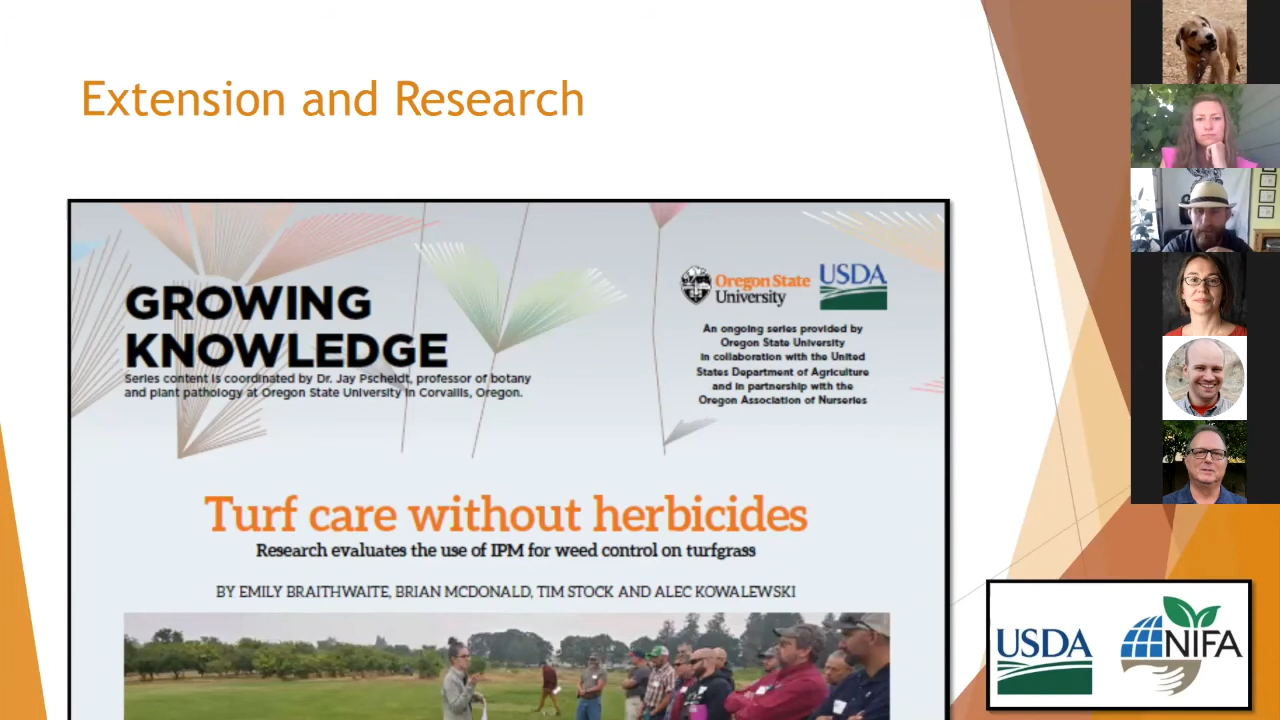 Extension and Research
GROWING
KNOWLEDGE
Series content is coordinated by Dr. Jay Pscheidt, professor of botany
and plant pathology at Oregon State University in Corvallis, Oregon.
Oregon State
University
USDA
An ongoing series provided by
Oregon State University
in collaboration with the United
States Department of Agriculture
and in partnership with the
Oregon Association of Nurseries
Turf care without herbicides
Research evaluates the use of IPM for weed control on turfgrass
BY EMILY BRAITHWAITE, BRIAN MCDONALD, TIM STOCK AND ALEC KOWALEWSKI
USDA
NIFA